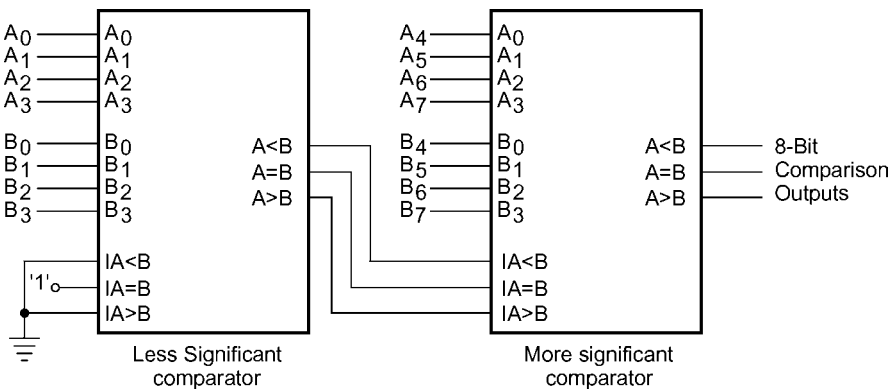 A0 A0
A1 A1
A2 A2
A3 A3
B0 B0
B1 B1
B2 B2
B3 B3
A<B
A=B
A>B
IA<B
'1' IA=B
IA>B
Less Significant
comparator
A4 A0
A5 A1
A6 A2
A7 A3
B4 B0
B5 B1
B6 B2
B7 B3
A<B
A=B
A>B
IA<B
IA=B
IA>B
8-Bit
Comparison
Outputs
More significant
comparator